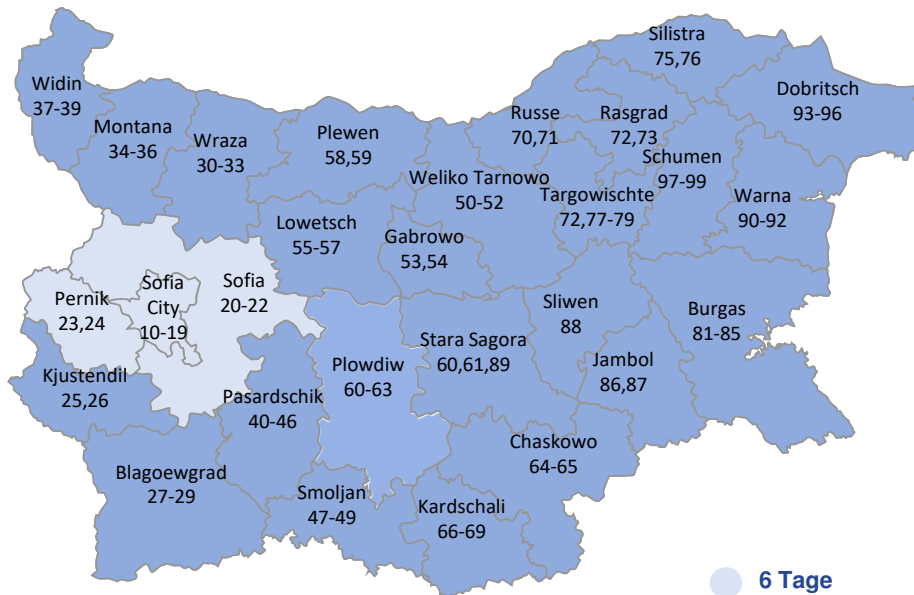 Silistra
75,76
Widin
37-39
Dobritsch
93-96
Montana
34-36
Wraza
30-33
Plewen
58,59
Russe
70,71
Rasgrad
72,73
Schumen
97-99
Weliko Tarnowo
50-52
Targowischte
72,77-79
Warna
90-92
Lowetsch
55-57
Gabrowo
53,54
Pernik
23,24
Sofia
City
10-19
Sofia
20-22
Sliwen
88
Burgas
81-85
Stara Sagora
60,61,89
Plowdiw
60-63
Jambol
86,87
Kjustendil
25,26
Pasardschik
40-46
Chaskowo
64-65
Blagoewgrad
27-29
Smoljan
47-49
Kardschali
66-69
6 Tage